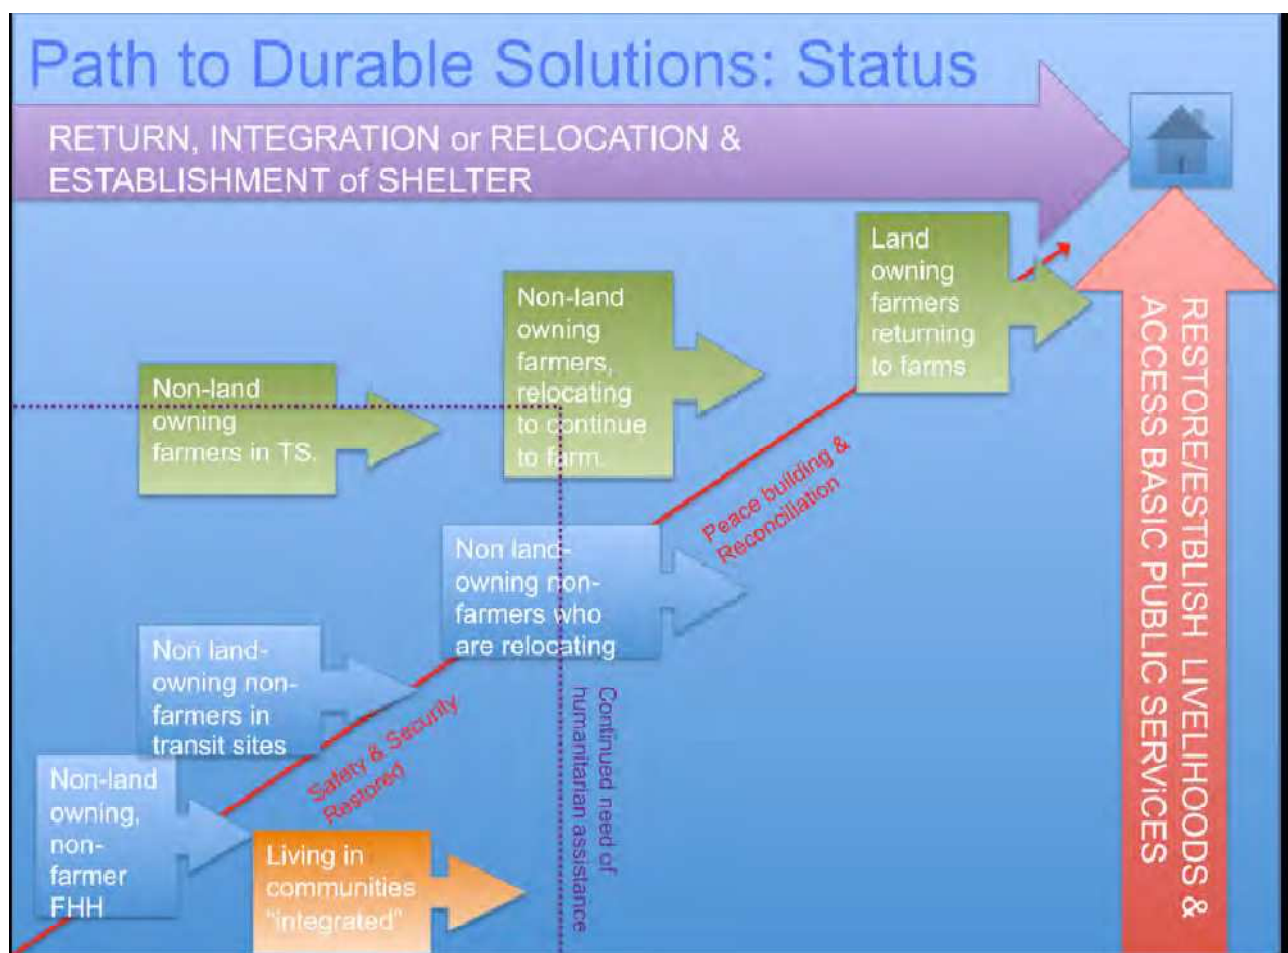 Path to Durable Solutions: Status
RETURN, INTEGRATION or RELOCATION &
ESTABLISHMENT of SHELTER
Land
owning
farmers
returning
to farms
Non-land
owning
farmers,
relocating
to continue
to farm.
Non-land
owning
farmers in TS.
Peace building &
Reconciliation
Non land-
owning non-
farmers who
are relocating
Non land-
owning non-
farmers in
transit sites
Safety & Security
Restored
Continued need of
humanitarian assistance
Non-land
owning,
non-
farmer
FHH
Living in
communities
"integrated"
RESTORE/ESTBLISH LIVELIHOODS &
ACCESS BASIC PUBLIC SERViCES